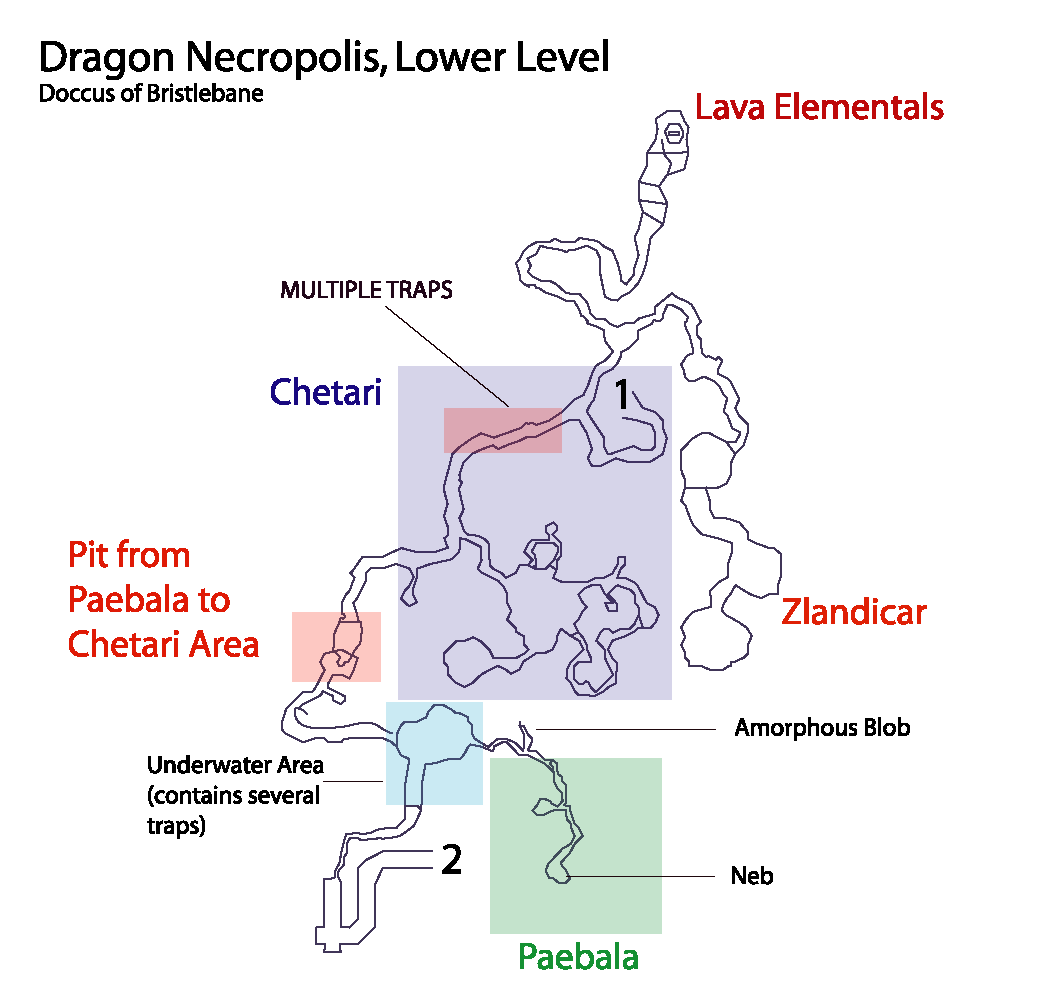 Dragon Necropolis, Lower Level
Doccus of Bristlebane
Lava Elementals
MULTIPLE TRAPS
Chetari
1
Pit from
Paebala to
Chetari Area
Zlandicar
Amorphous Blob
Underwater Area
(contains several
traps)
2
Neb
Paebala